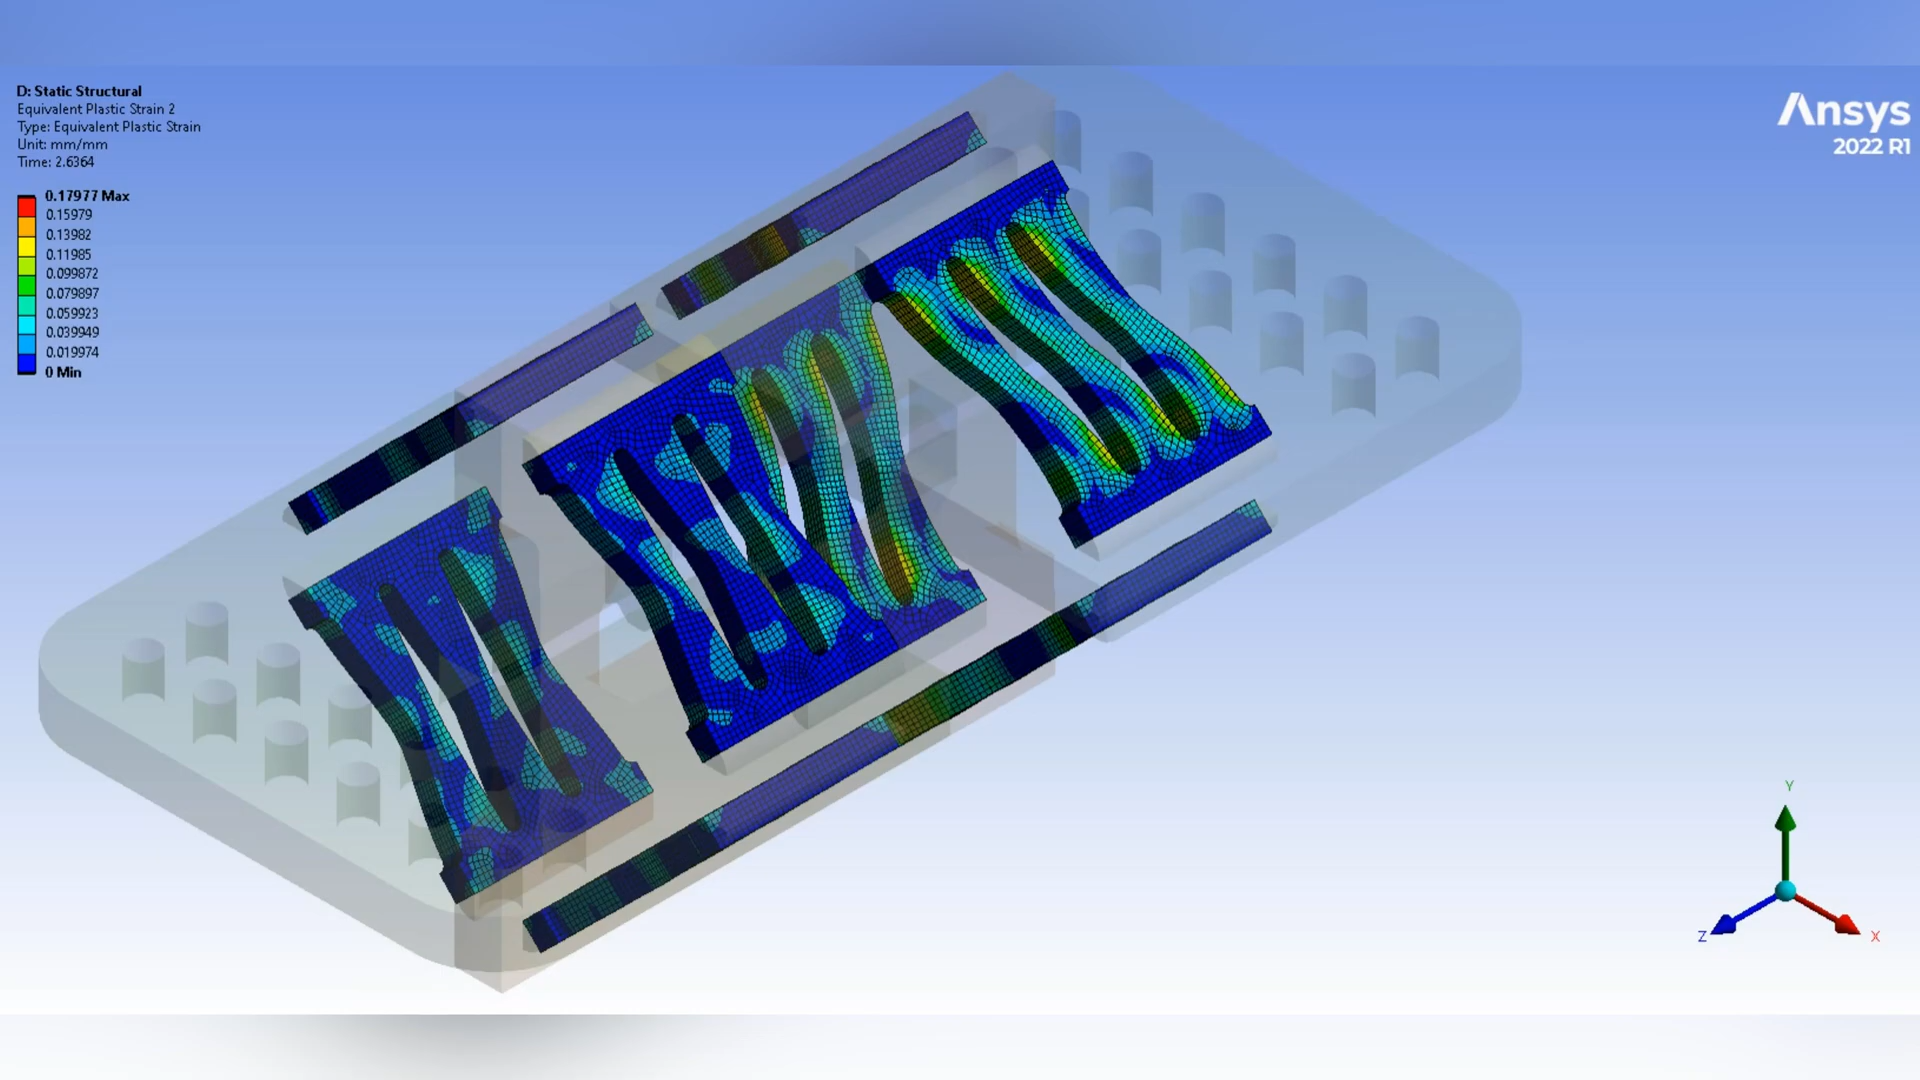 D: Static Structural
Equivalent Plastic Strain 2
Type: Equivalent Plastic Strain
Unit: mm/mm
Time: 2.6364
0.17977 Max
0.15979
0.13982
0.11985
0.099872
0.079897
0.059923
0.039949
0.019974
0 Min
Ansys
2022 R1
Y
Z
X